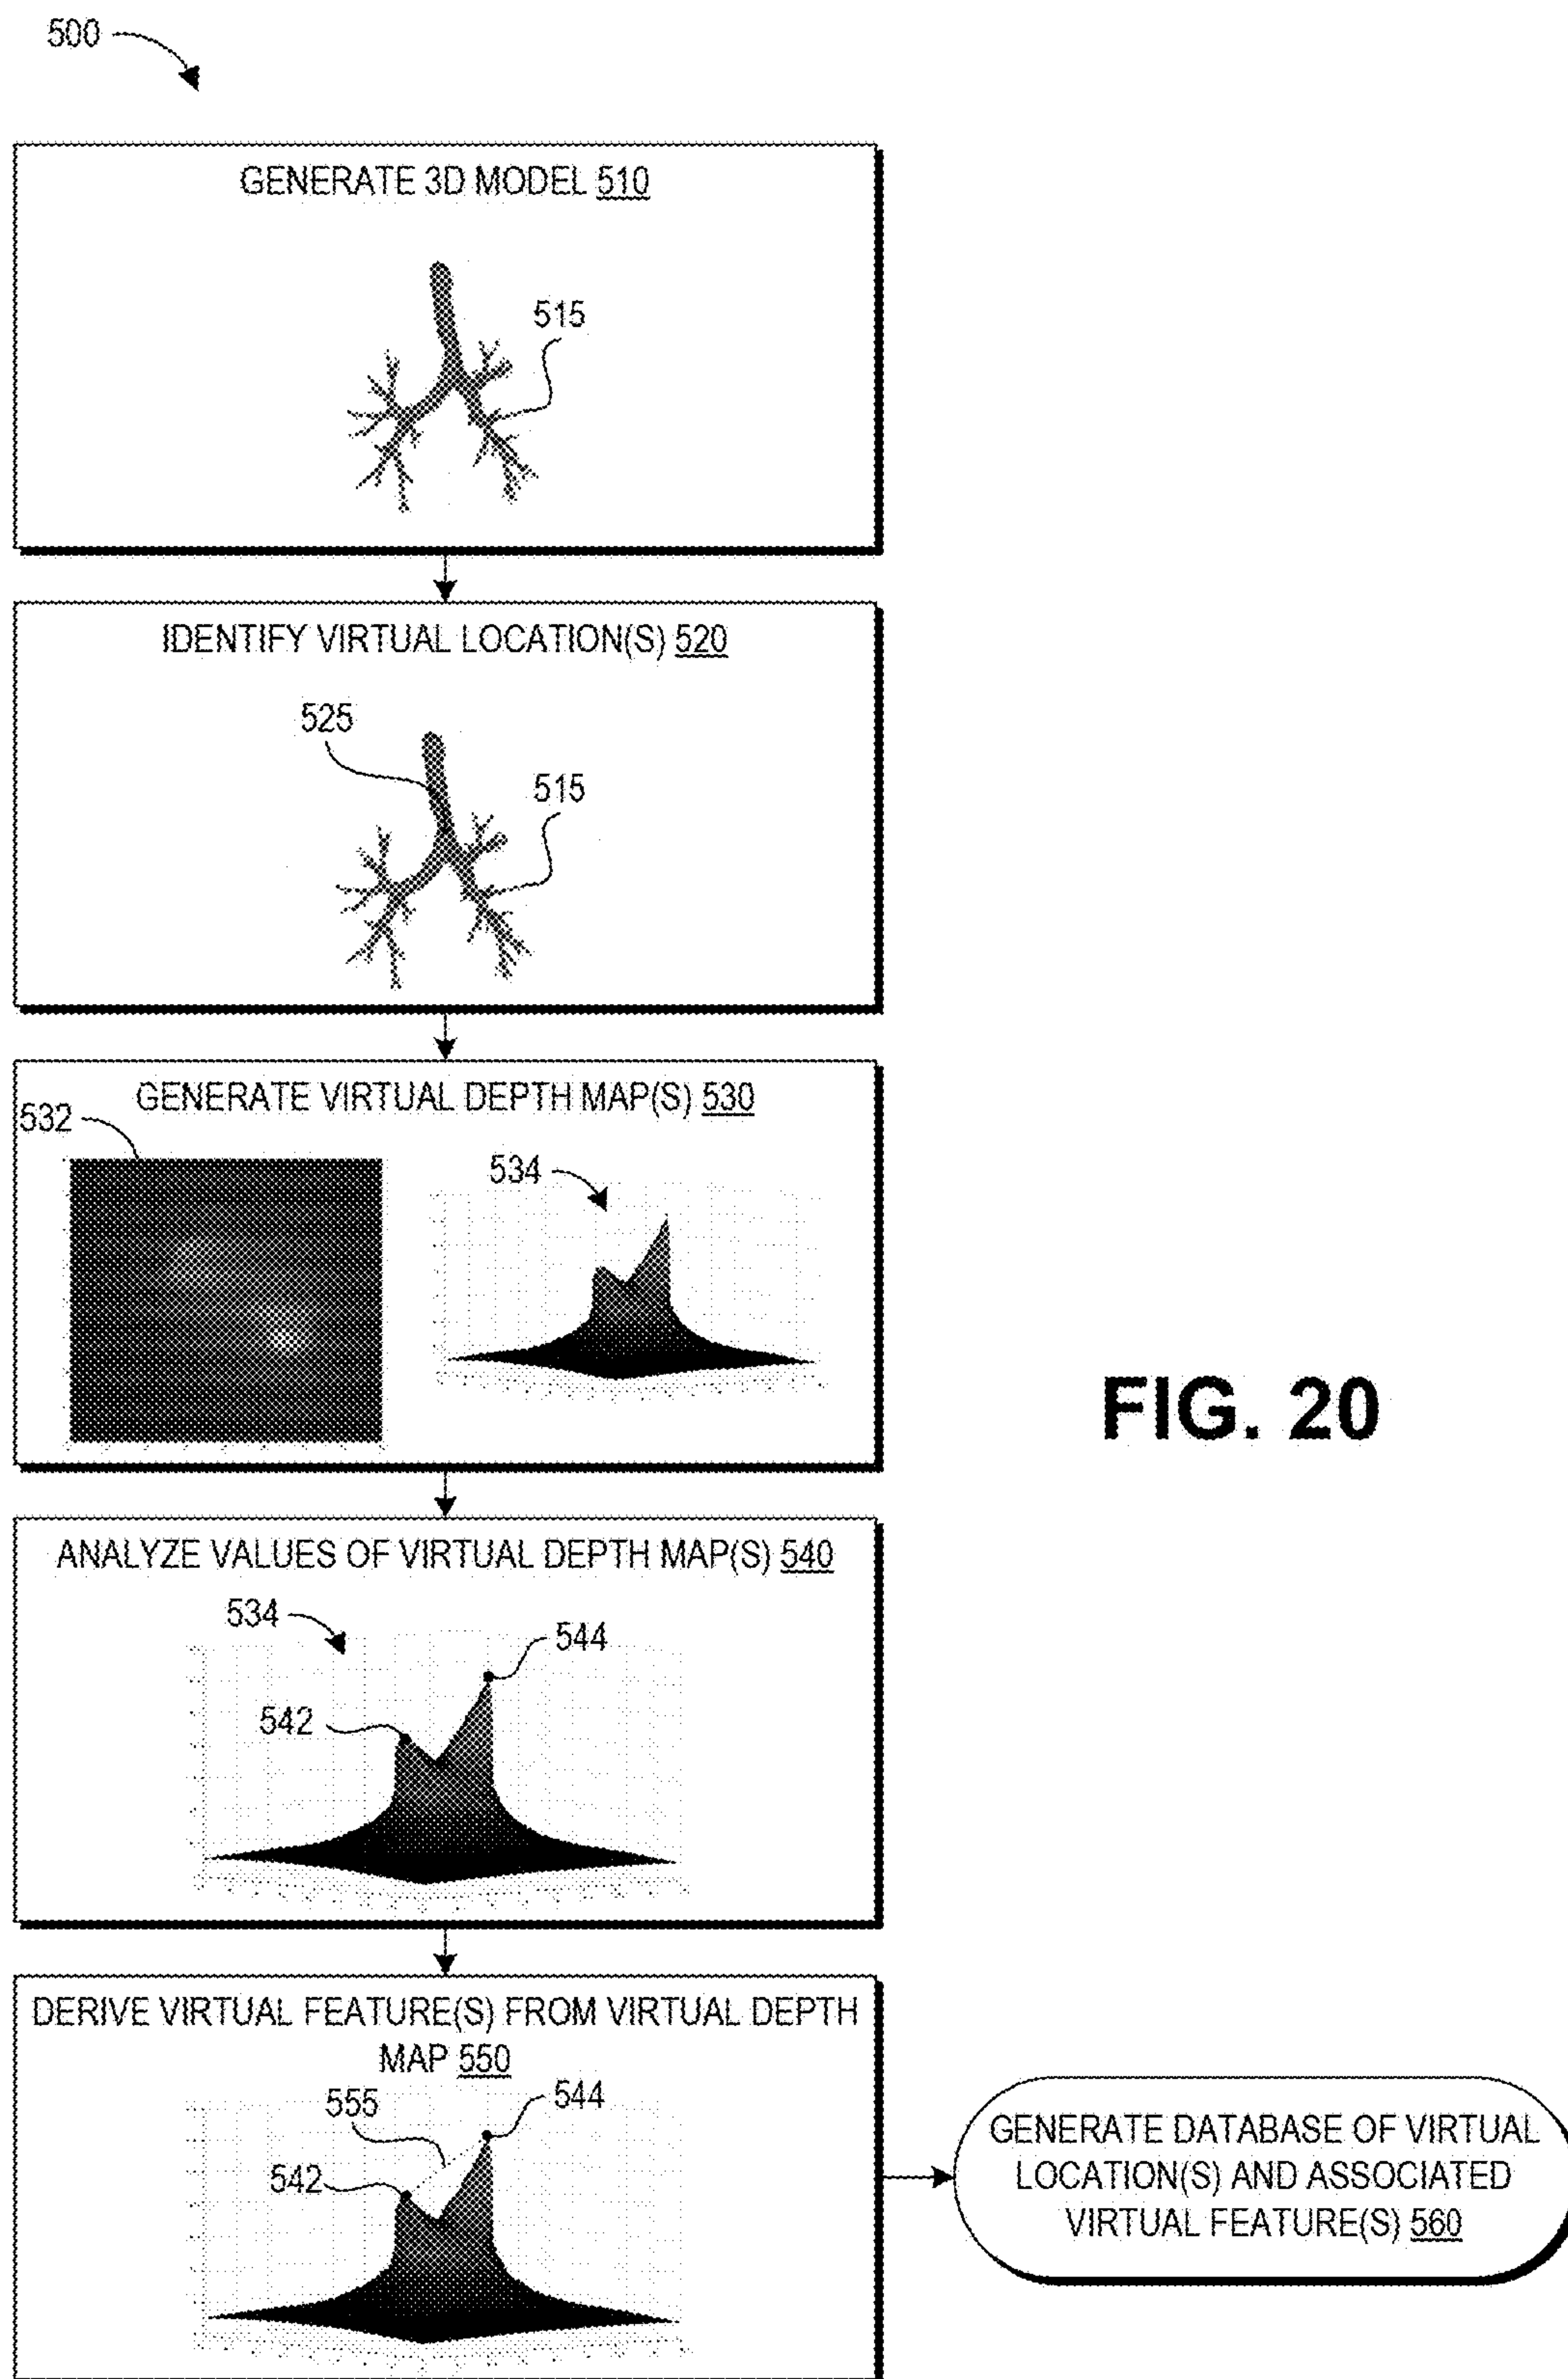 500
GENERATE 3D MODEL 510
515
IDENTIFY VIRTUAL LOCATION(S) 520
525
515
GENERATE VIRTUAL DEPTH MAP(S) 530
532
534
FIG. 20
ANALYZE VALUES OF VIRTUAL DEPTH MAP(S) 540
534
544
542
DERIVE VIRTUAL FEATURE(S) FROM VIRTUAL DEPTH
MAP 550
555
544
542
GENERATE DATABASE OF VIRTUAL
LOCATION(S) AND ASSOCIATED
VIRTUAL FEATURE(S) 560